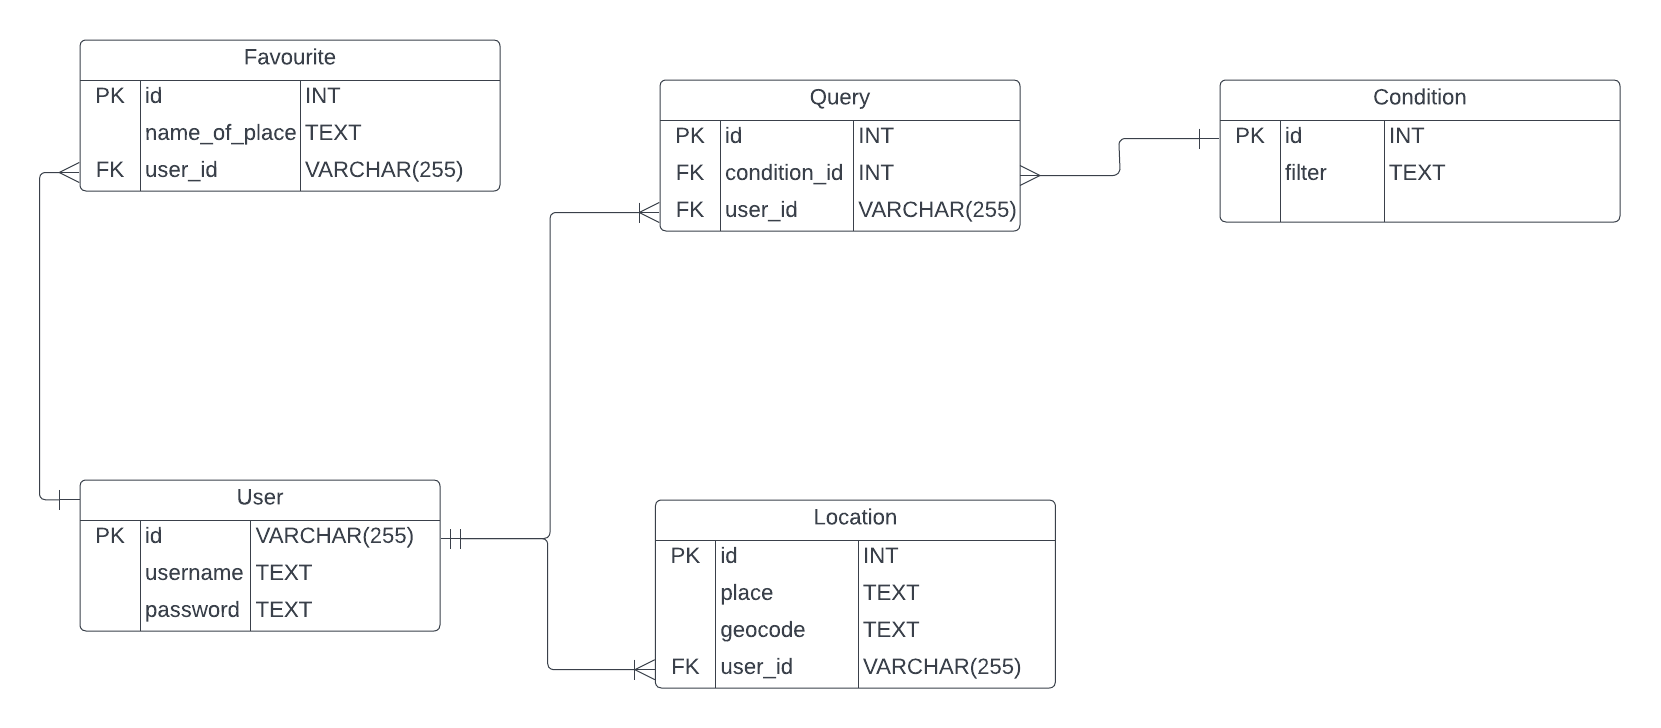 Favourite
PK id INT
name_of_place TEXT
FK user_id VARCHAR(255)
Query
PK id INT
FK condition_id INT
FK user_id VARCHAR(255)
Condition
PK id INT
filter TEXT
User
PK id VARCHAR(255)
username TEXT
password TEXT
Location
PK id INT
place TEXT
geocode TEXT
FK user_id VARCHAR(255)